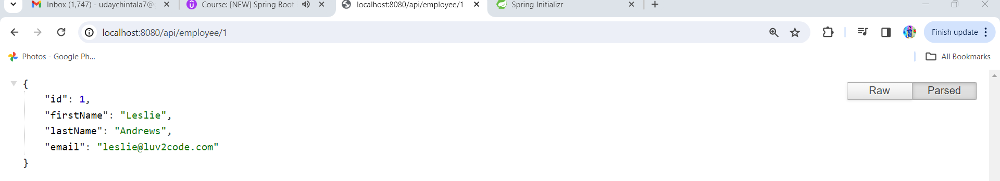 Inbox (1,747) - udaychintala7@
Course: [NEW] Spring Boot
localhost:8080/api/employee/1
Spring Initializr
localhost:8080/api/employee/1
Finish update
Photos - Google Ph...
All Bookmarks
Raw
Parsed
{
"id": 1,
"firstName": "Leslie",
"lastName": "Andrews",
"email": "leslie@luv2code.com"
}